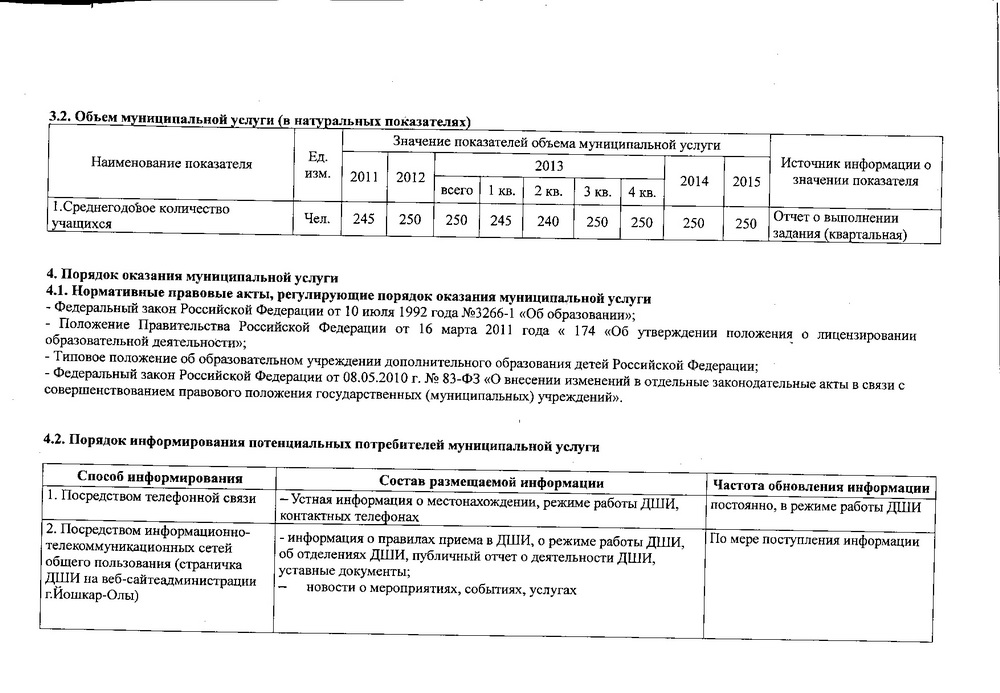 3.2. Объем муниципальной услуги (в натуральных показателях)
Наименование показателя
Ед. изм.
Значение показателей объема муниципальной услуги
Источник информации о значении показателя
2011 2012 2013 2014 2015
всего 1 кв. 2 кв. 3 кв. 4 кв.
1.Среднегодовое количество учащихся
Чел. 245 250 250 245 240 250 250 250 250
Отчет о выполнении задания (квартальная)
4. Порядок оказания муниципальной услуги
4.1. Нормативные правовые акты, регулирующие порядок оказания муниципальной услуги
- Федеральный закон Российской Федерации от 10 июля 1992 года №3266-1 «Об образовании»;
- Положение Правительства Российской Федерации от 16 марта 2011 года « 174 «Об утверждении положения о лицензировании
образовательной деятельности»;
- Типовое положение об образовательном учреждении дополнительного образования детей Российской Федерации;
- Федеральный закон Российской Федерации от 08.05.2010 г. № 83-ФЗ «О внесении изменений в отдельные законодательные акты в связи с
совершенствованием правового положения государственных (муниципальных) учреждений».
4.2. Порядок информирования потенциальных потребителей муниципальной услуги
Способ информирования
Состав размещаемой информации
Частота обновления информации
1. Посредством телефонной связи
– Устная информация о местонахождении, режиме работы ДШИ,
контактных телефонах
постоянно, в режиме работы ДШИ
2. Посредством информационно-
телекоммуникационных сетей
общего пользования (страничка
ДШИ на веб-сайтеадминистрации
г.Йошкар-Олы)
- информация о правилах приема в ДШИ, о режиме работы ДШИ,
об отделениях ДШИ, публичный отчет о деятельности ДШИ,
уставные документы;
– новости о мероприятиях, событиях, услугах
По мере поступления информации